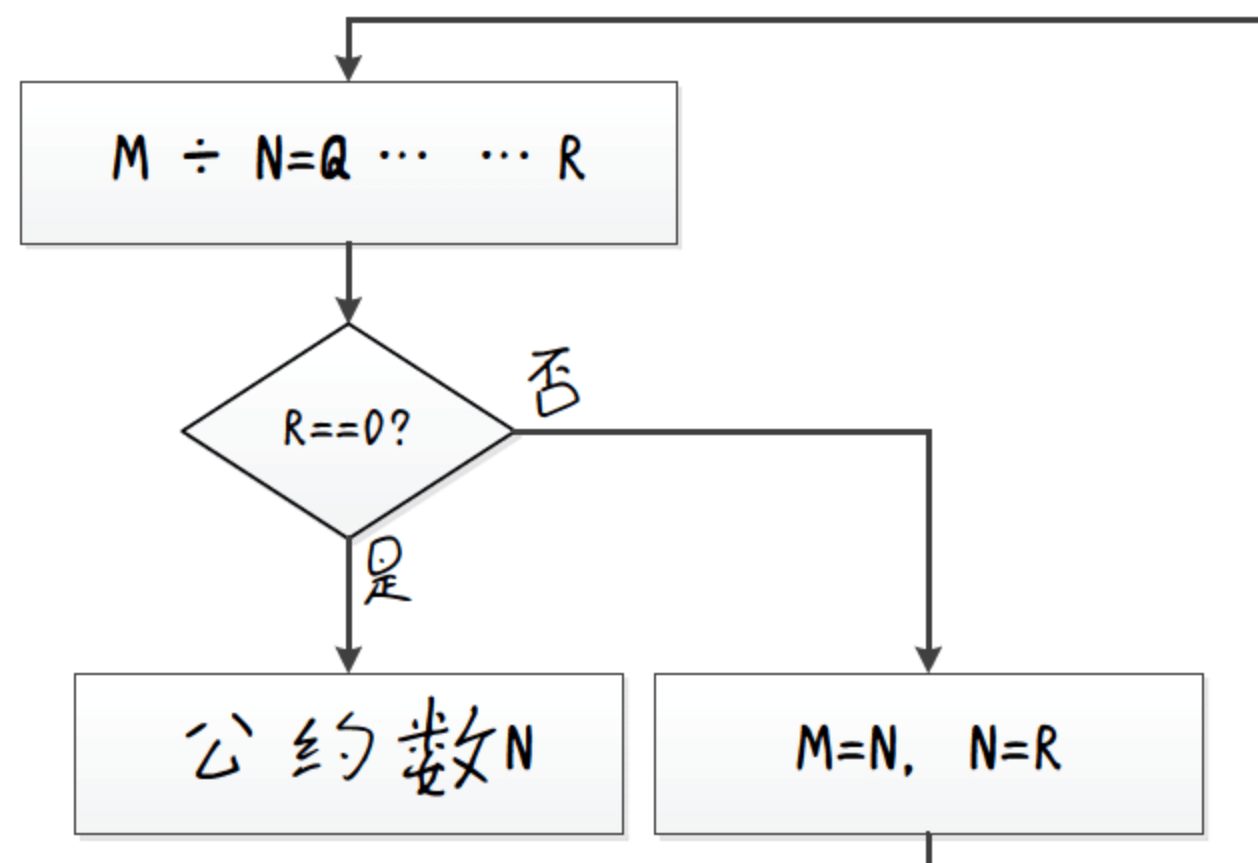 M ÷ N=Q … … R
R==0?
否
是
公约数N
M=N, N=R